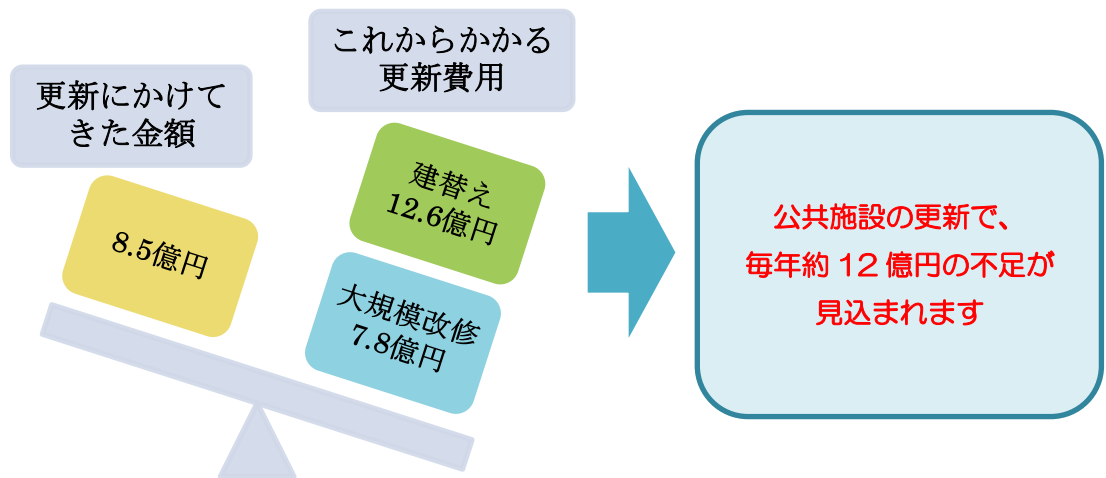 更新にかけて
きた金額
これからかかる
更新費用
8.5億円
建替え
12.6億円
大規模改修
7.8億円
公共施設の更新で、
毎年約 12 億円の不足が
見込まれます